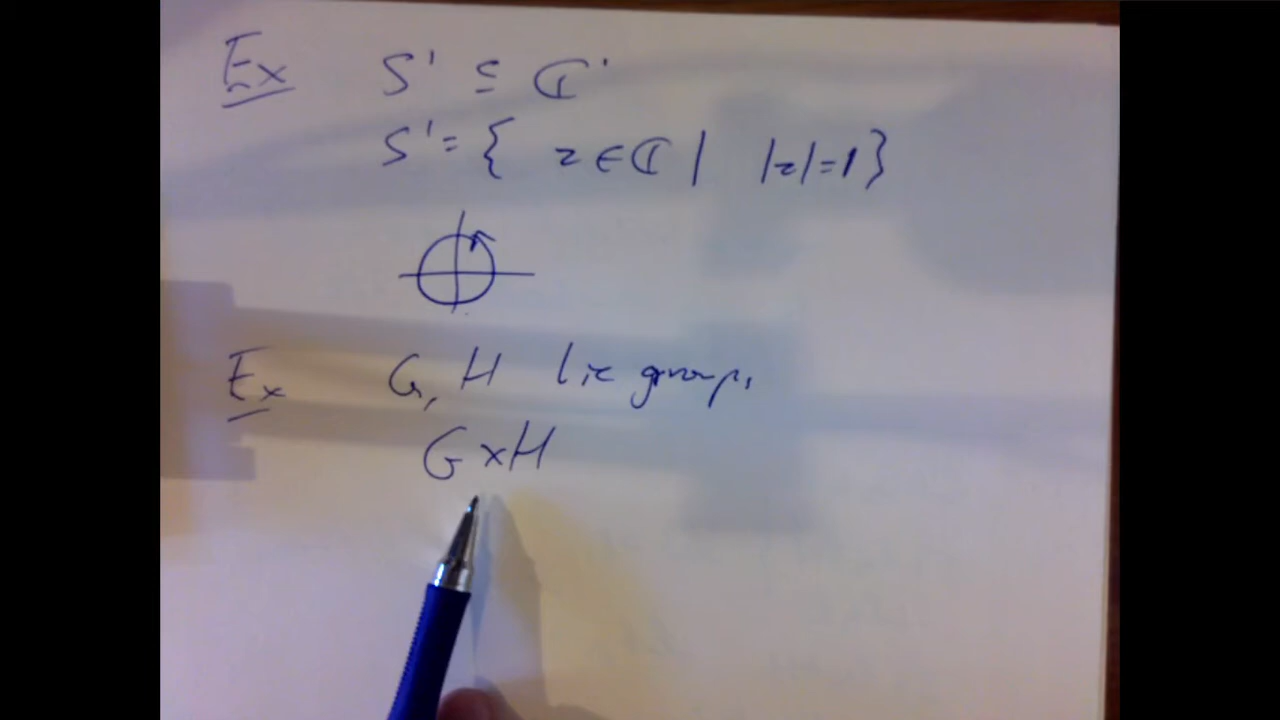 Ex S¹ ⊆ ℂ·
S¹ = { z ∈ ℂ | |z| = 1 }
Ex G, H Lie groups
G × H